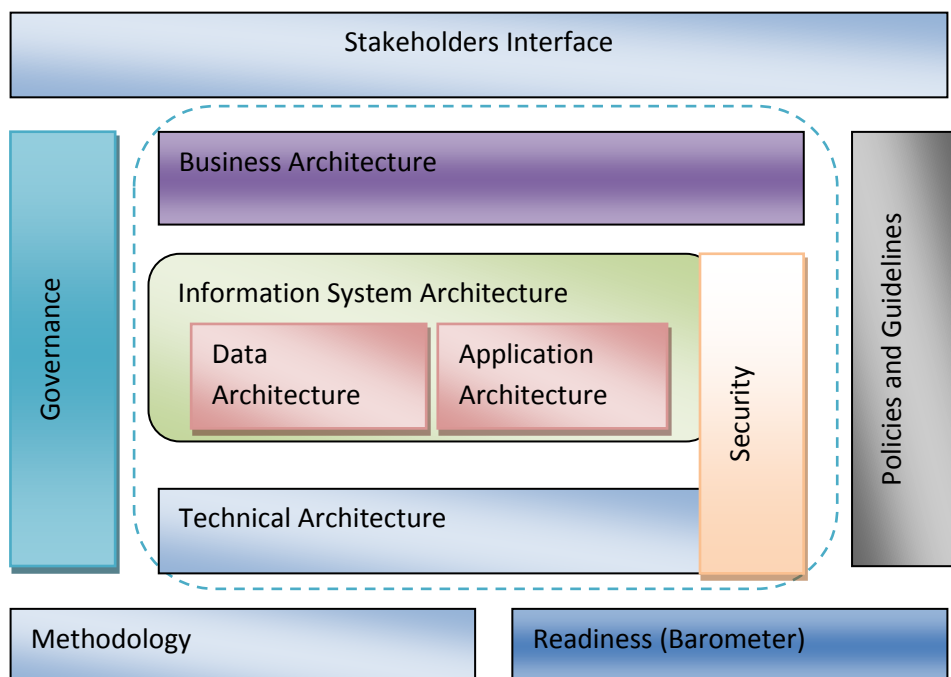 Stakeholders Interface
Governance
Business Architecture
Information System Architecture
Data
Architecture
Application
Architecture
Security
Technical Architecture
Policies and Guidelines
Methodology
Readiness (Barometer)